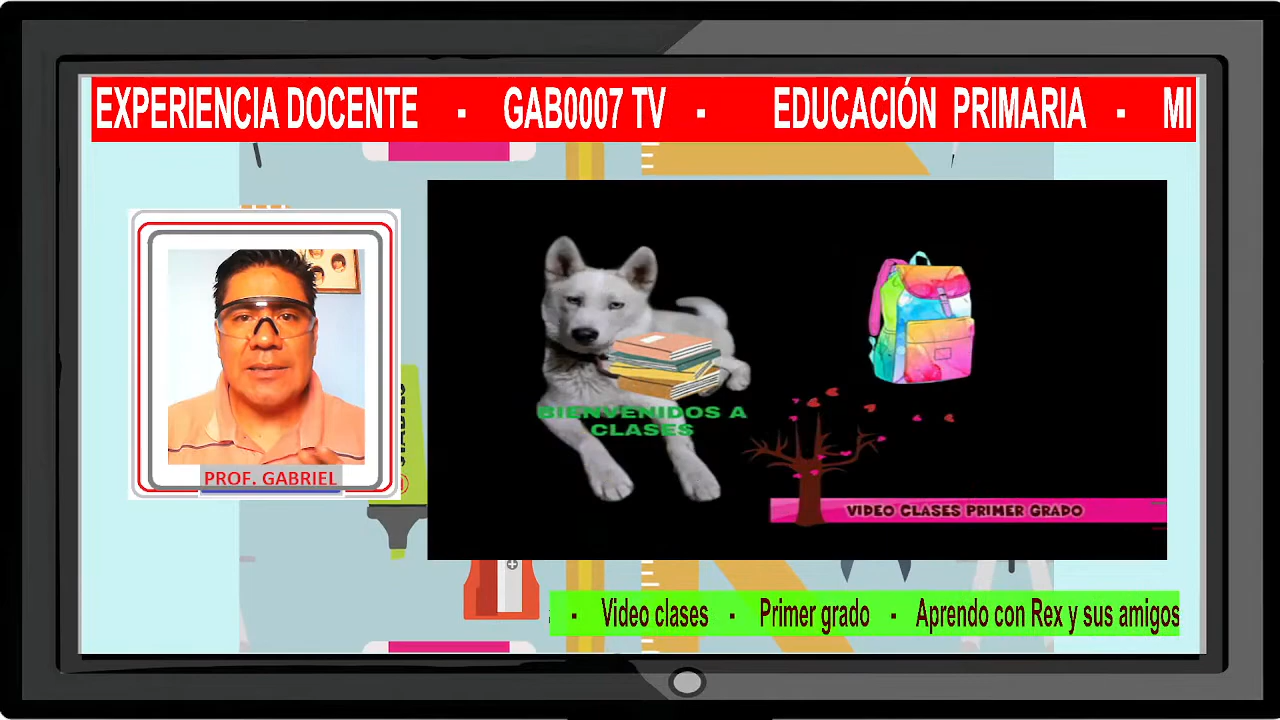 EXPERIENCIA DOCENTE - GAB0007 TV - EDUCACIÓN PRIMARIA - MI
BIENVENIDOS A
CLASES
PROF. GABRIEL
VIDEO CLASES PRIMER GRADO
- Video clases - Primer grado - Aprendo con Rex y sus amigos